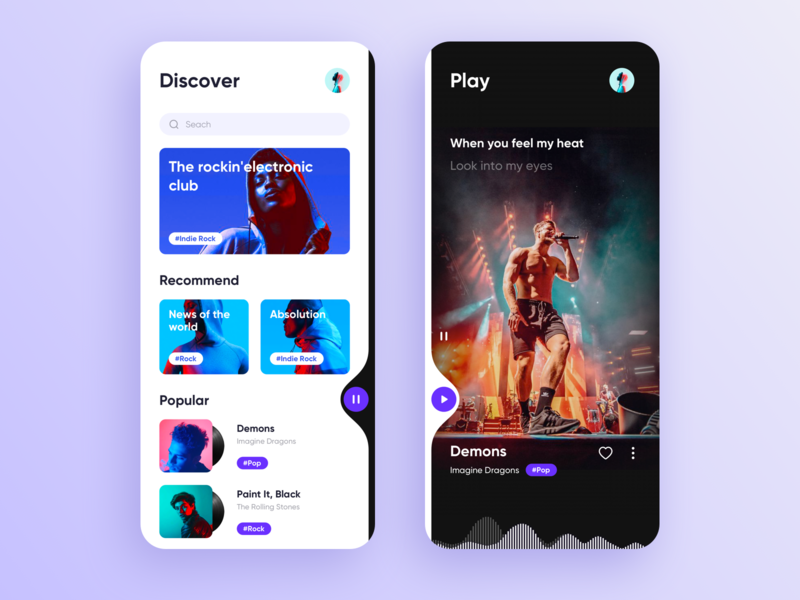 Discover
Seach
The rockin'electronic
club
#Indie Rock
Recommend
News of the
world
#Rock
Absolution
#Indie Rock
Popular
Demons
Imagine Dragons
#Pop
Paint It, Black
The Rolling Stones
#Rock
Play
When you feel my heat
Look into my eyes
Demons
Imagine Dragons #Pop